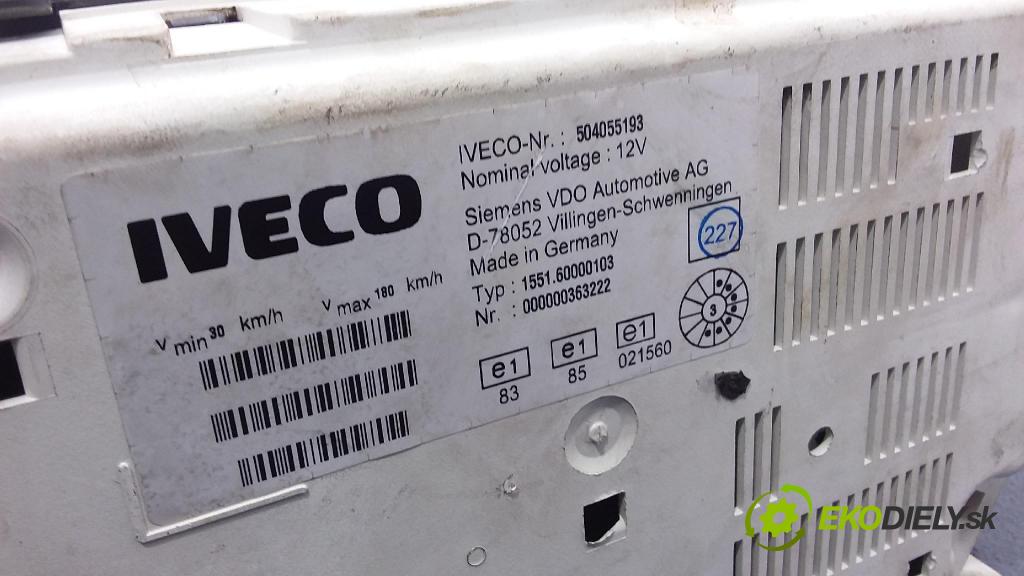 IVECO
V min 30 km/h V max 180 km/h
IVECO-Nr. : 504055193
Nominal voltage : 12V
Siemens VDO Automotive AG
D-78052 Villingen-Schwenningen
Made in Germany
Typ : 1551.60000103
Nr. : 000000363222
227
3
e1
83
e1
85
e1
021560
EKODIELY.sk